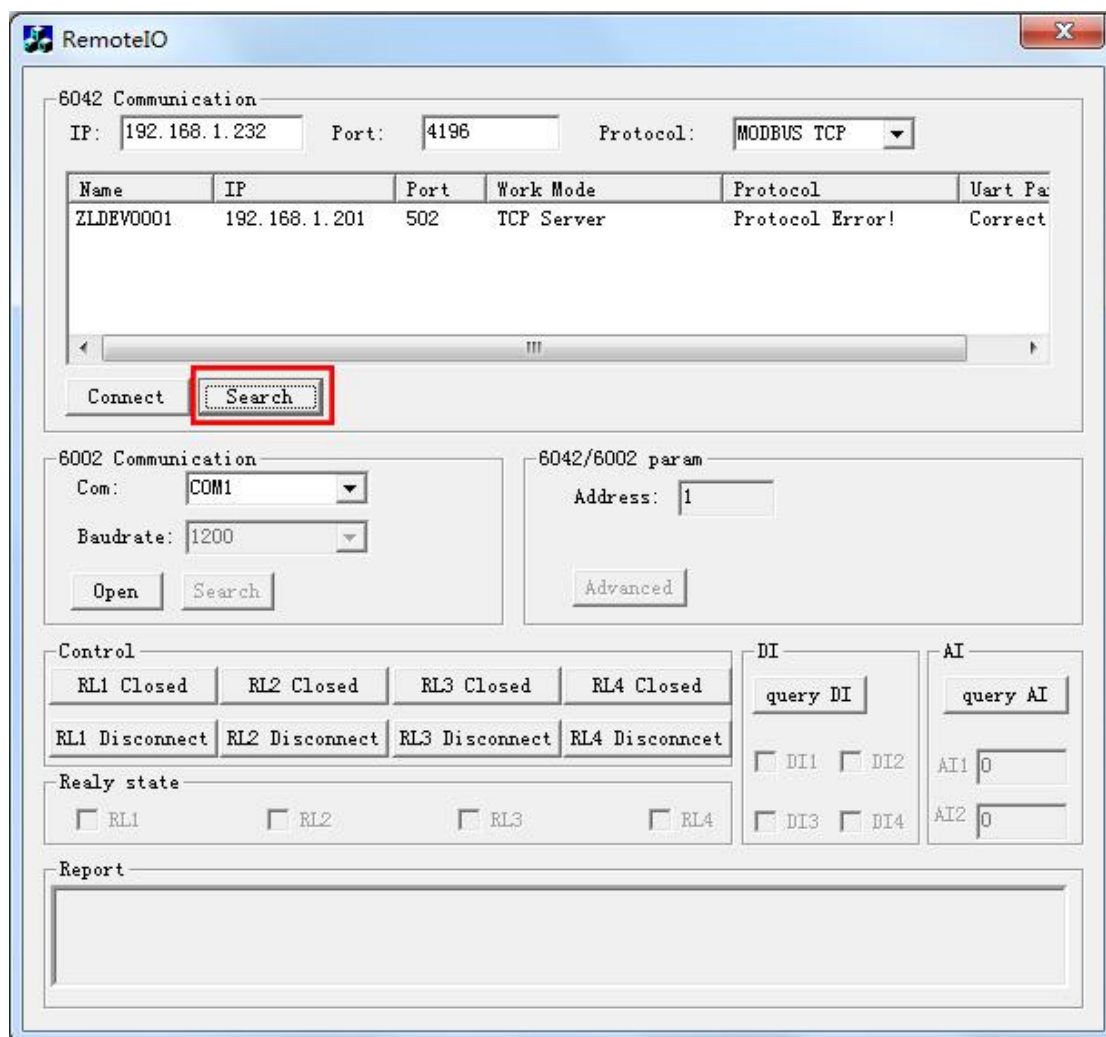 RemoteIO
6042 Communication
IP: 192.168.1.232 Port: 4196 Protocol: MODBUS TCP
Name IP Port Work Mode Protocol Uart Pa
ZLDEV0001 192.168.1.201 502 TCP Server Protocol Error! Correct
Connect Search
6002 Communication
Com: COM1
Baudrate: 1200
Open Search
6042/6002 param
Address: 1
Advanced
Control
RL1 Closed RL2 Closed RL3 Closed RL4 Closed
RL1 Disconnect RL2 Disconnect RL3 Disconnect RL4 Disconncet
Realy state
RL1 RL2 RL3 RL4
DI
query DI
DI1 DI2
DI3 DI4
AI
query AI
AI1 0
AI2 0
Report